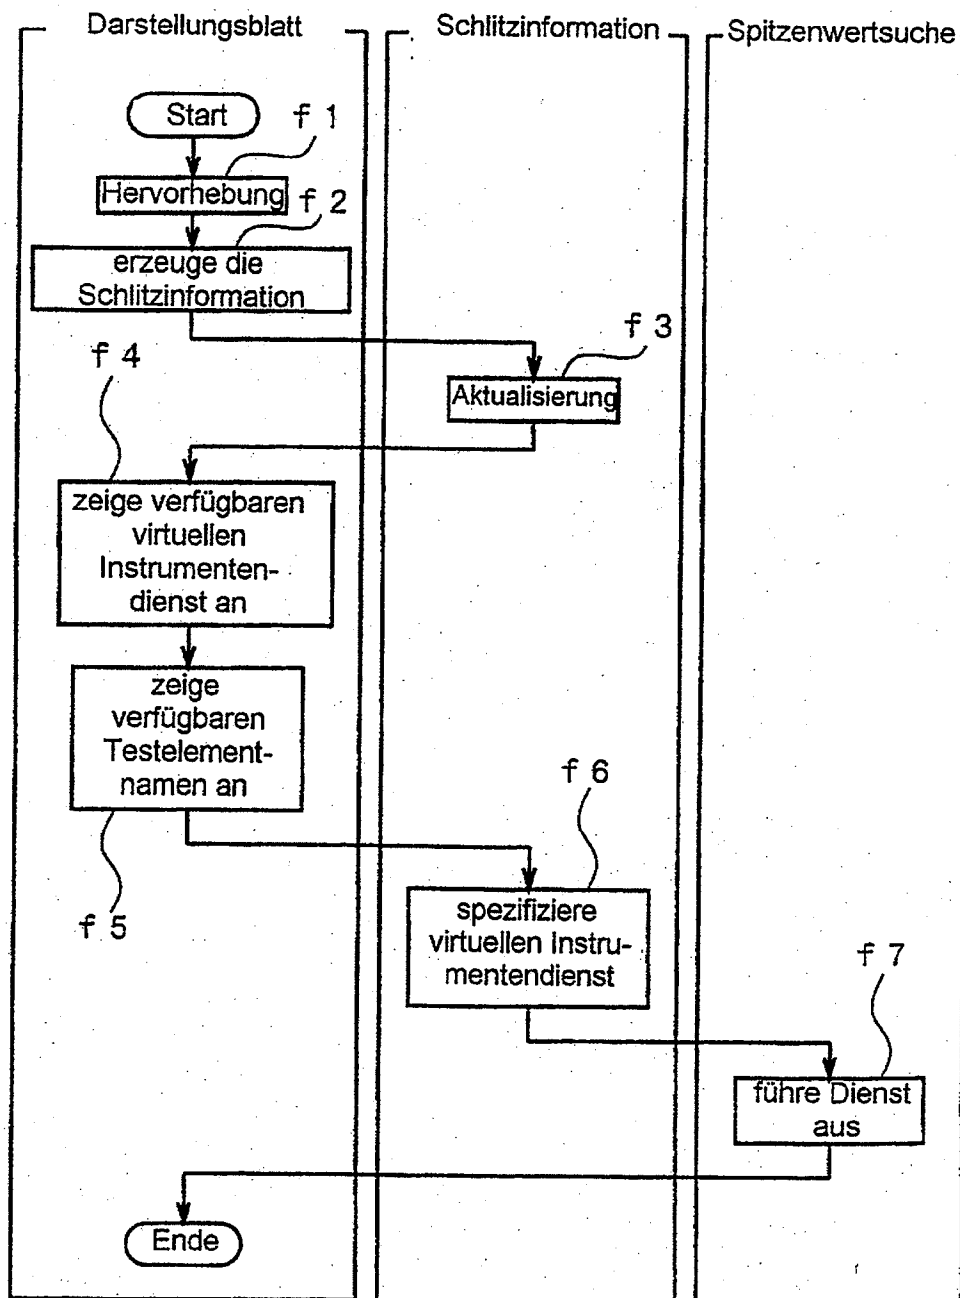 Darstellungsblatt
Schlitzinformation
Spitzenwertsuche
Start
f 1
Hervorhebung
f 2
erzeuge die
Schlitzinformation
f 3
Aktualisierung
f 4
zeige verfügbaren
virtuellen
Instrumenten-
dienst an
zeige
verfügbaren
Testelement-
namen an
f 5
f 6
spezifiziere
virtuellen Instru-
mentendienst
f 7
führe Dienst
aus
Ende